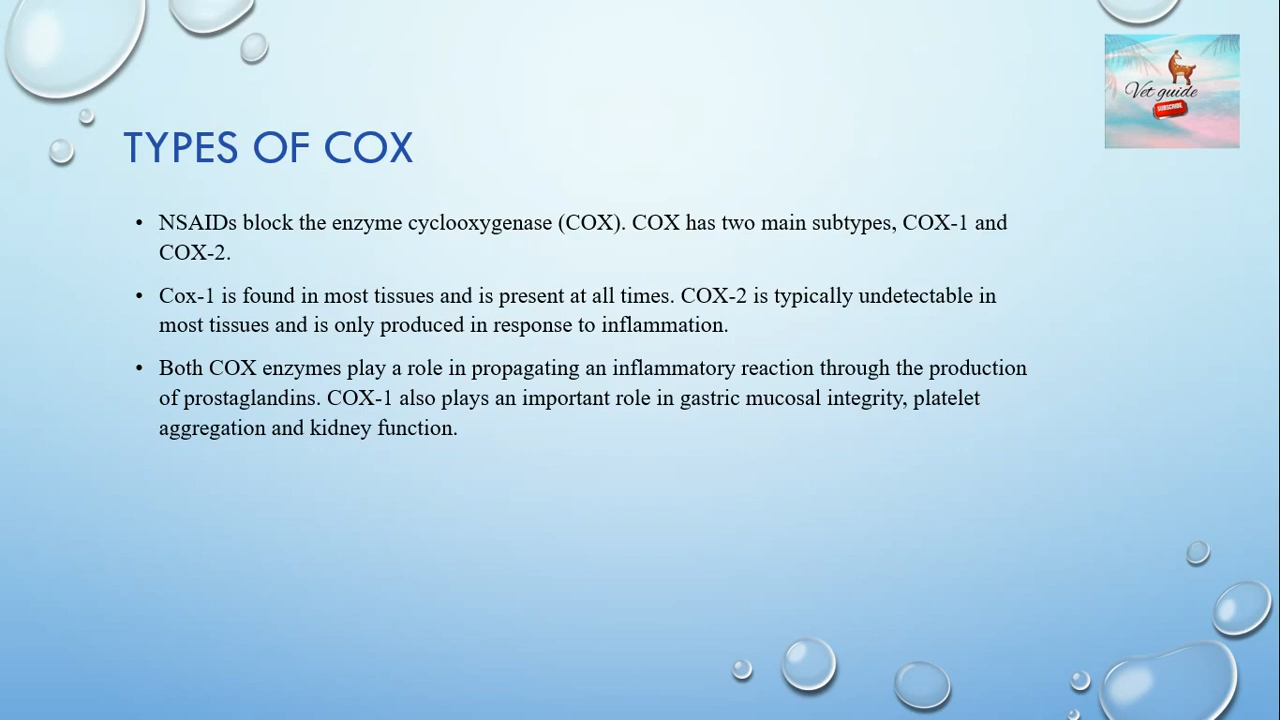 Vet guide
SUBSCRIBE
TYPES OF COX
• NSAIDs block the enzyme cyclooxygenase (COX). COX has two main subtypes, COX-1 and
COX-2.
• Cox-1 is found in most tissues and is present at all times. COX-2 is typically undetectable in
most tissues and is only produced in response to inflammation.
• Both COX enzymes play a role in propagating an inflammatory reaction through the production
of prostaglandins. COX-1 also plays an important role in gastric mucosal integrity, platelet
aggregation and kidney function.